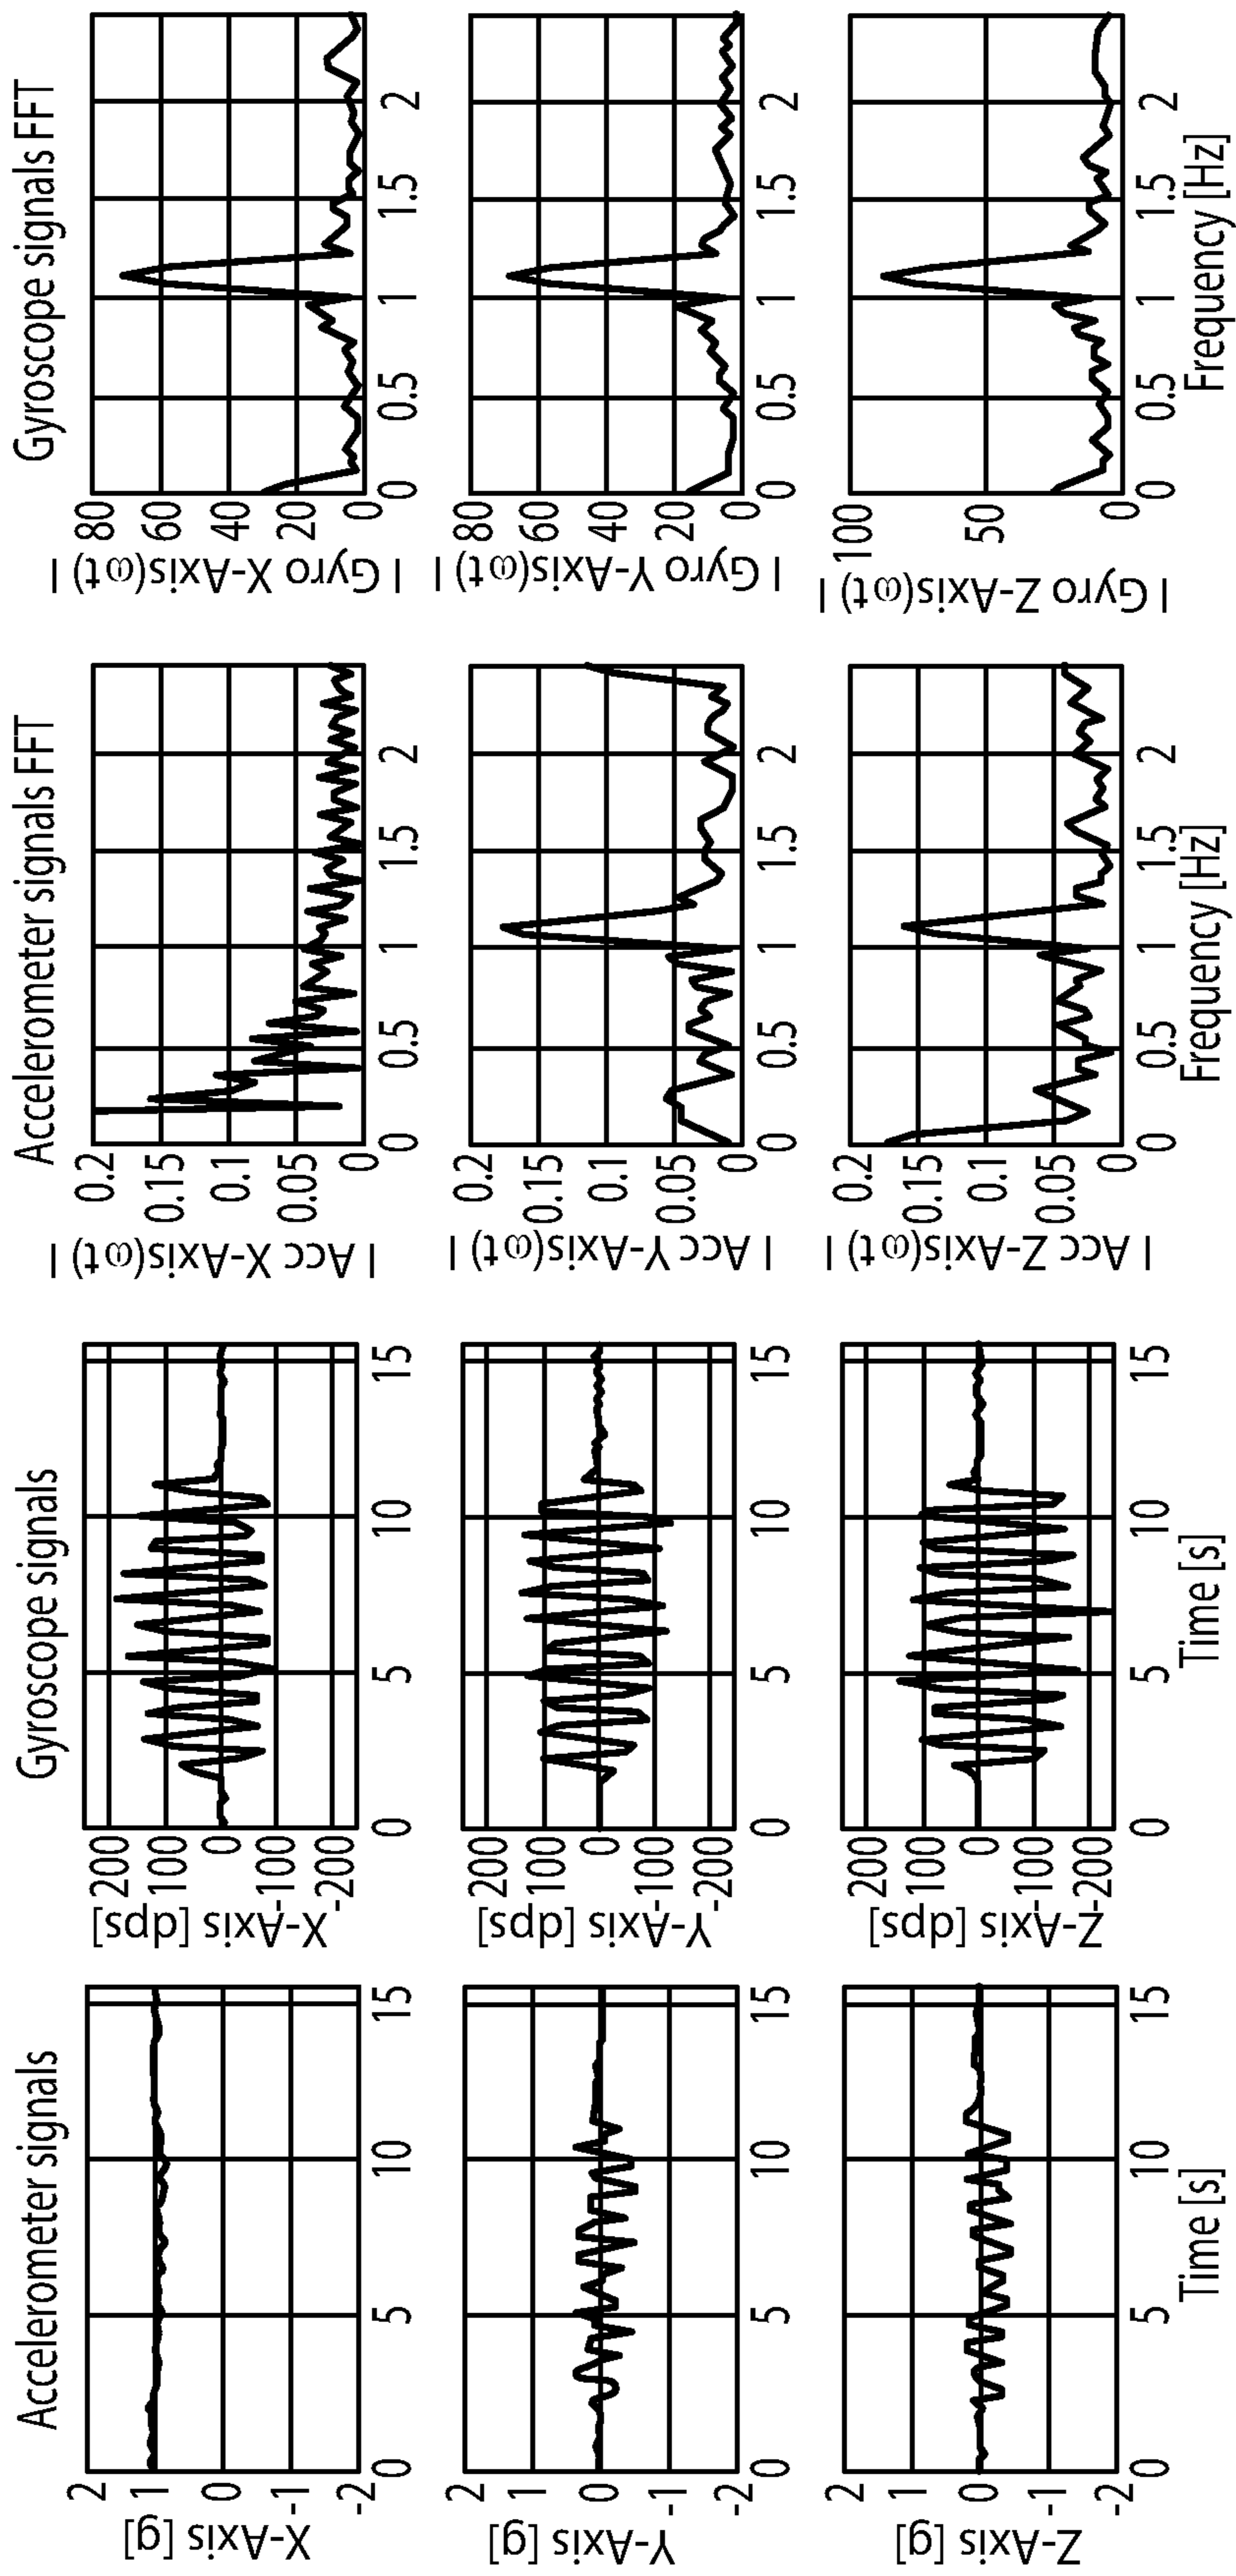 Accelerometer signals
X-Axis [g]
2
1
0
-1
-2
0 5 10 15
Y-Axis [g]
2
1
0
-1
-2
0 5 10 15
Z-Axis [g]
2
1
0
-1
-2
0 5 10 15
Time [s]
Gyroscope signals
X-Axis [dps]
200
100
0
-100
-200
0 5 10 15
Y-Axis [dps]
200
100
0
-100
-200
0 5 10 15
Z-Axis [dps]
200
100
0
-100
-200
0 5 10 15
Time [s]
Accelerometer signals FFT
| Acc X-Axis(ωt) |
0.2
0.15
0.1
0.05
0
0 0.5 1 1.5 2
| Acc Y-Axis(ωt) |
0.2
0.15
0.1
0.05
0
0 0.5 1 1.5 2
| Acc Z-Axis(ωt) |
0.2
0.15
0.1
0.05
0
0 0.5 1 1.5 2
Frequency [Hz]
Gyroscope signals FFT
| Gyro X-Axis(ωt) |
80
60
40
20
0
0 0.5 1 1.5 2
| Gyro Y-Axis(ωt) |
80
60
40
20
0
0 0.5 1 1.5 2
| Gyro Z-Axis(ωt) |
100
50
0
0 0.5 1 1.5 2
Frequency [Hz]